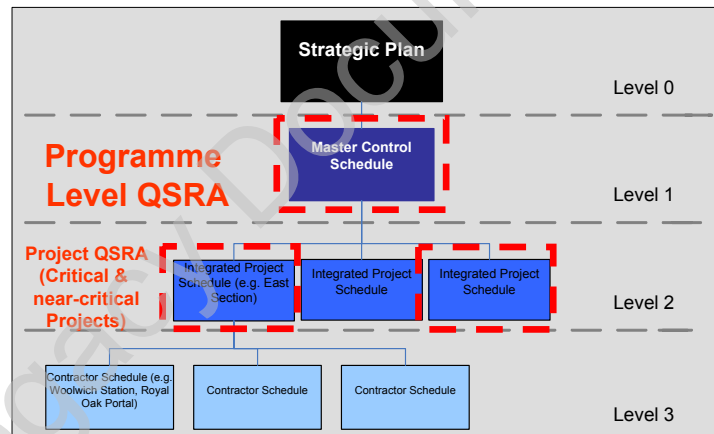 Strategic Plan
Level 0
Programme
Level QSRA
Master Control
Schedule
Level 1
Project QSRA
(Critical &
near-critical
Projects)
Integrated Project
Schedule (e.g. East
Section)
Integrated Project
Schedule
Integrated Project
Schedule
Level 2
Contractor Schedule (e.g.
Woolwich Station, Royal
Oak Portal)
Contractor Schedule
Contractor Schedule
Level 3
gacy Docu